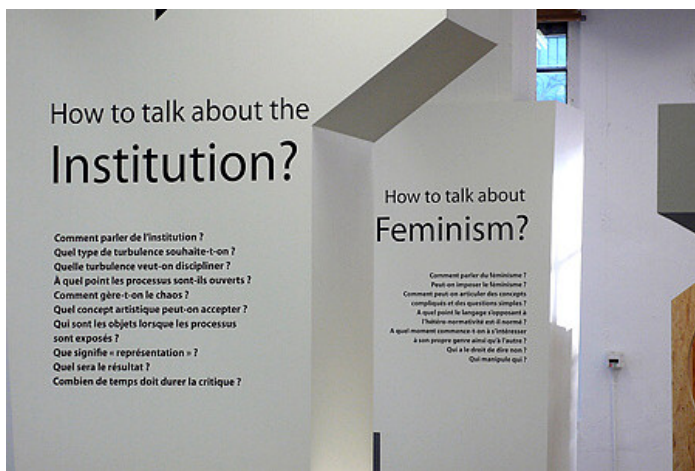 How to talk about the
Institution?
Comment parler de l'institution ?
Quel type de turbulence souhaite-t-on ?
Quelle turbulence veut-on discipliner ?
À quel point les processus sont-ils ouverts ?
Comment gère-t-on le chaos ?
Quel concept artistique peut-on accepter ?
Qui sont les objets lorsque les processus
sont exposés ?
Que signifie « représentation » ?
Quel sera le résultat ?
Combien de temps doit durer la critique ?
How to talk about
Feminism?
Comment parler du féminisme ?
Peut-on imposer le féminisme ?
Comment peut-on articuler des concepts
compliqués et des questions simples ?
A quel point le langage s'opposant à
l'hétéro-normativité est-il normé ?
A quel moment commence-t-on à s'intéresser
à son propre genre ainsi qu'à l'autre ?
Qui a le droit de dire non ?
Qui manipule qui ?